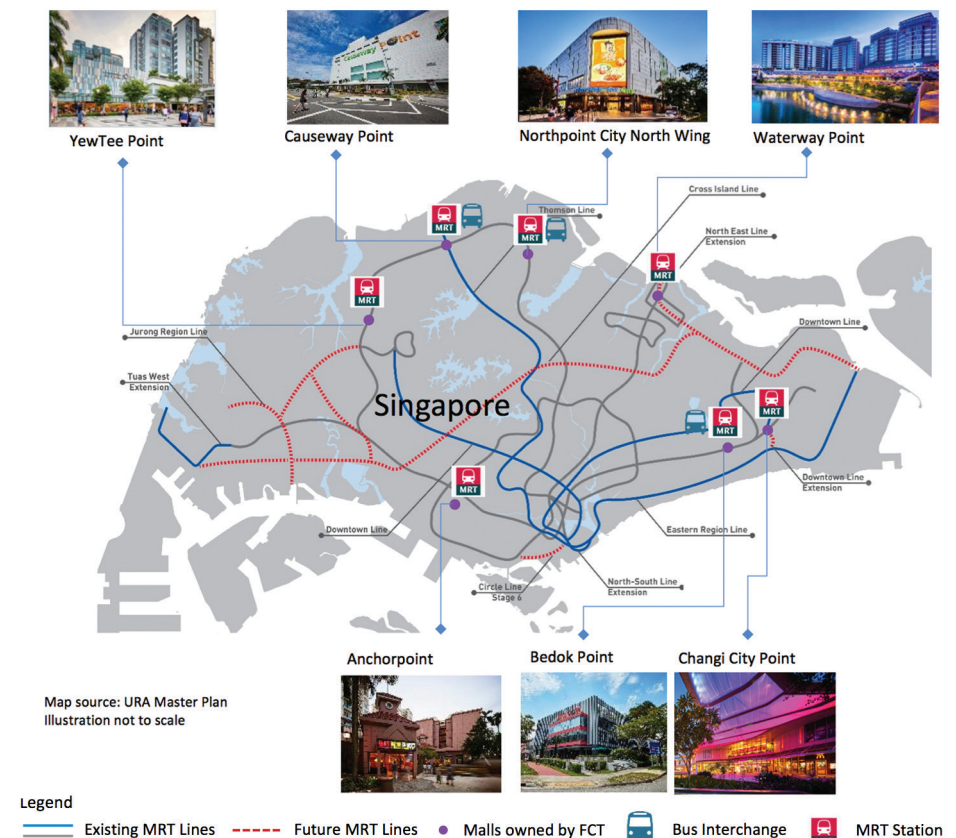 Causeway Point
YewTee Point
Causeway Point
Northpoint City North Wing
Waterway Point
Cross Island Line
Thomson Line
MRT
MRT
North East Line
Extension
MRT
MRT
Jurong Region Line
Downtown Line
Tuas West
Extension
Singapore
MRT
MRT
MRT
Downtown Line
Extension
Downtown Line
Eastern Region Line
Circle Line
Stage 6
North-South Line
Extension
Anchorpoint
Bedok Point
Changi City Point
Map source: URA Master Plan
Illustration not to scale
Legend
Existing MRT Lines
Future MRT Lines
Malls owned by FCT
Bus Interchange
MRT
MRT Station